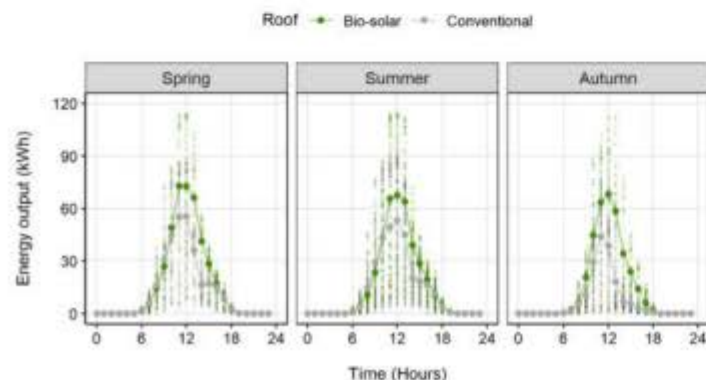 Roof Bio-solar Conventional
Spring Summer Autumn
120
90
60
30
0
0 6 12 18 24 0 6 12 18 24 0 6 12 18 24
Energy output (kWh)
Time (Hours)